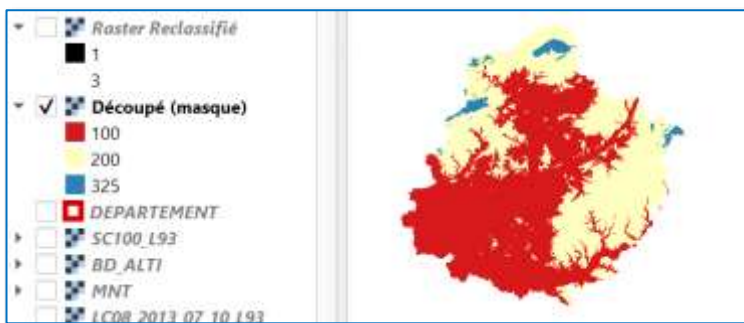 Raster Reclassifié
1
3
Découpé (masque)
100
200
325
DEPARTEMENT
SC100_L93
BD_ALTI
MNT
LC08_2013_07_10_L93